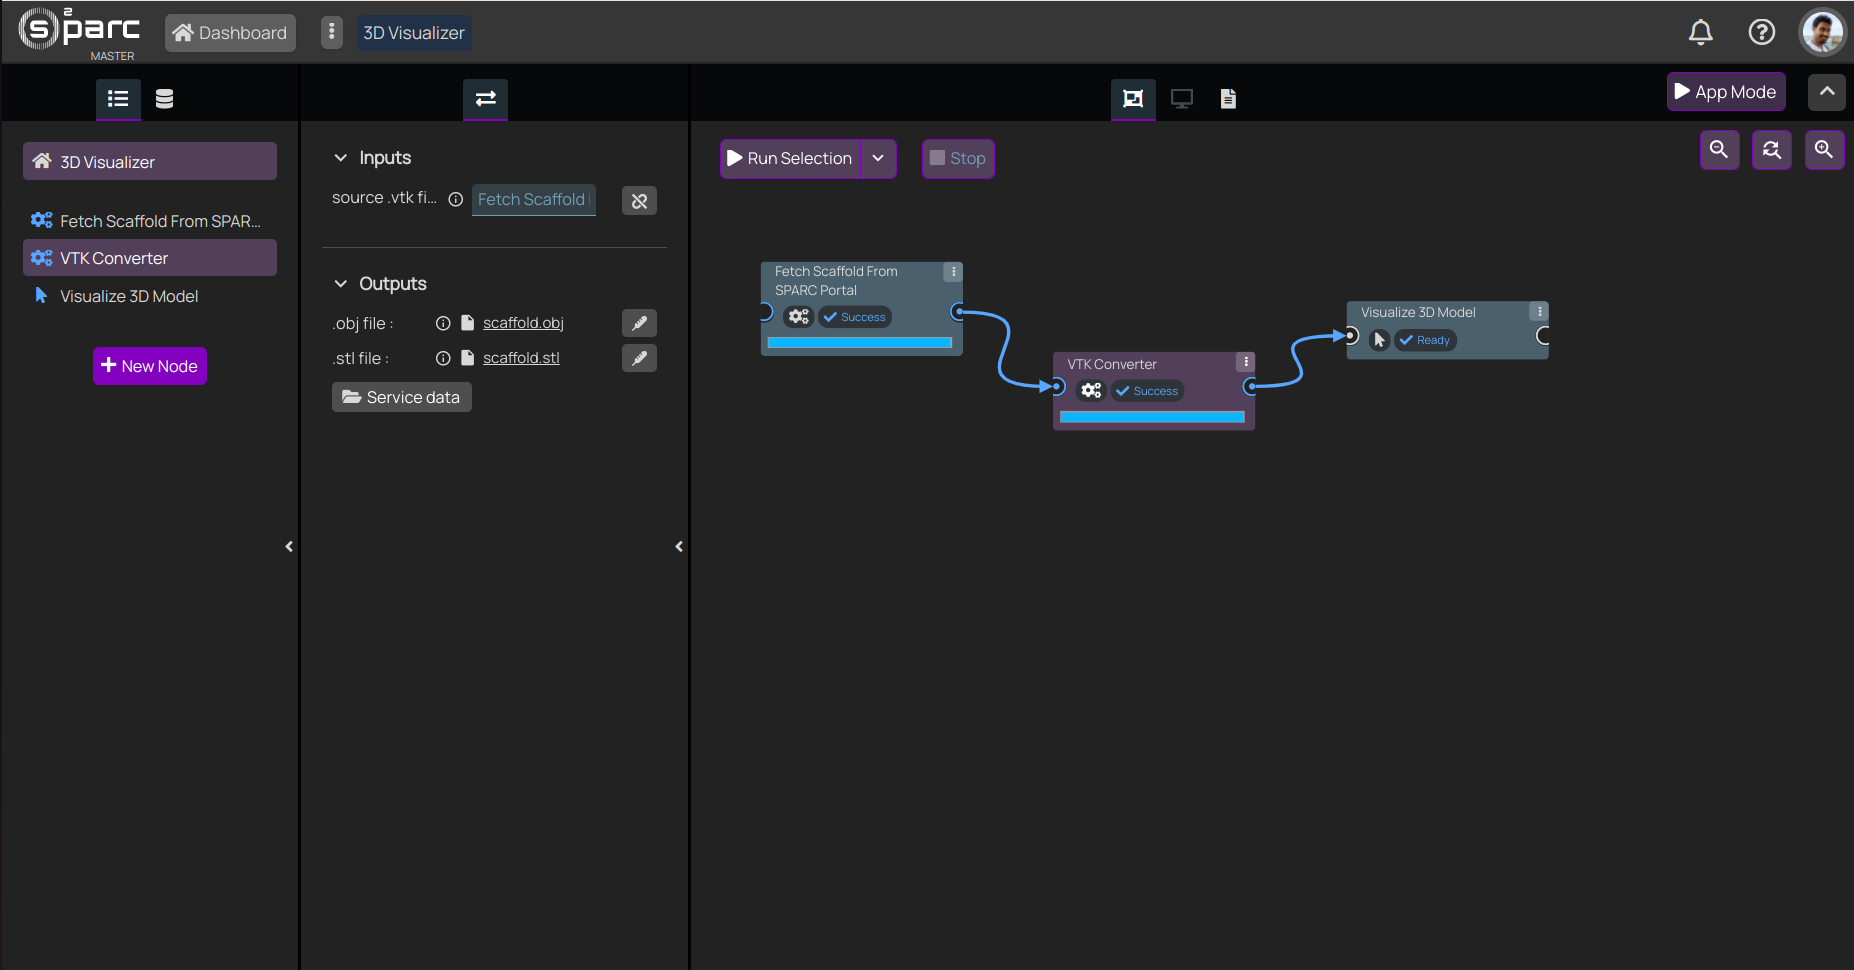 s2parc
MASTER
Dashboard
3D Visualizer
App Mode
3D Visualizer
Fetch Scaffold From SPAR...
VTK Converter
Visualize 3D Model
New Node
Inputs
source .vtk fi...
Fetch Scaffold
Outputs
.obj file :
scaffold.obj
.stl file :
scaffold.stl
Service data
Run Selection
Stop
Fetch Scaffold From
SPARC Portal
Success
VTK Converter
Success
Visualize 3D Model
Ready